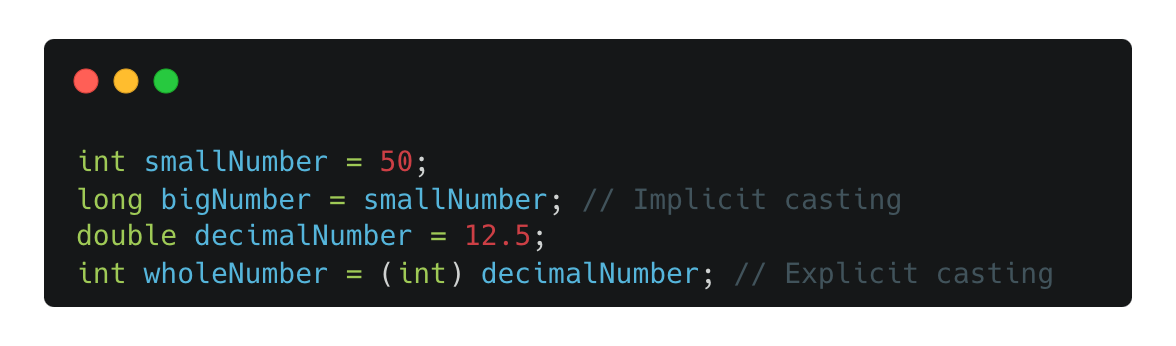 int smallNumber = 50;
long bigNumber = smallNumber; // Implicit casting
double decimalNumber = 12.5;
int wholeNumber = (int) decimalNumber; // Explicit casting